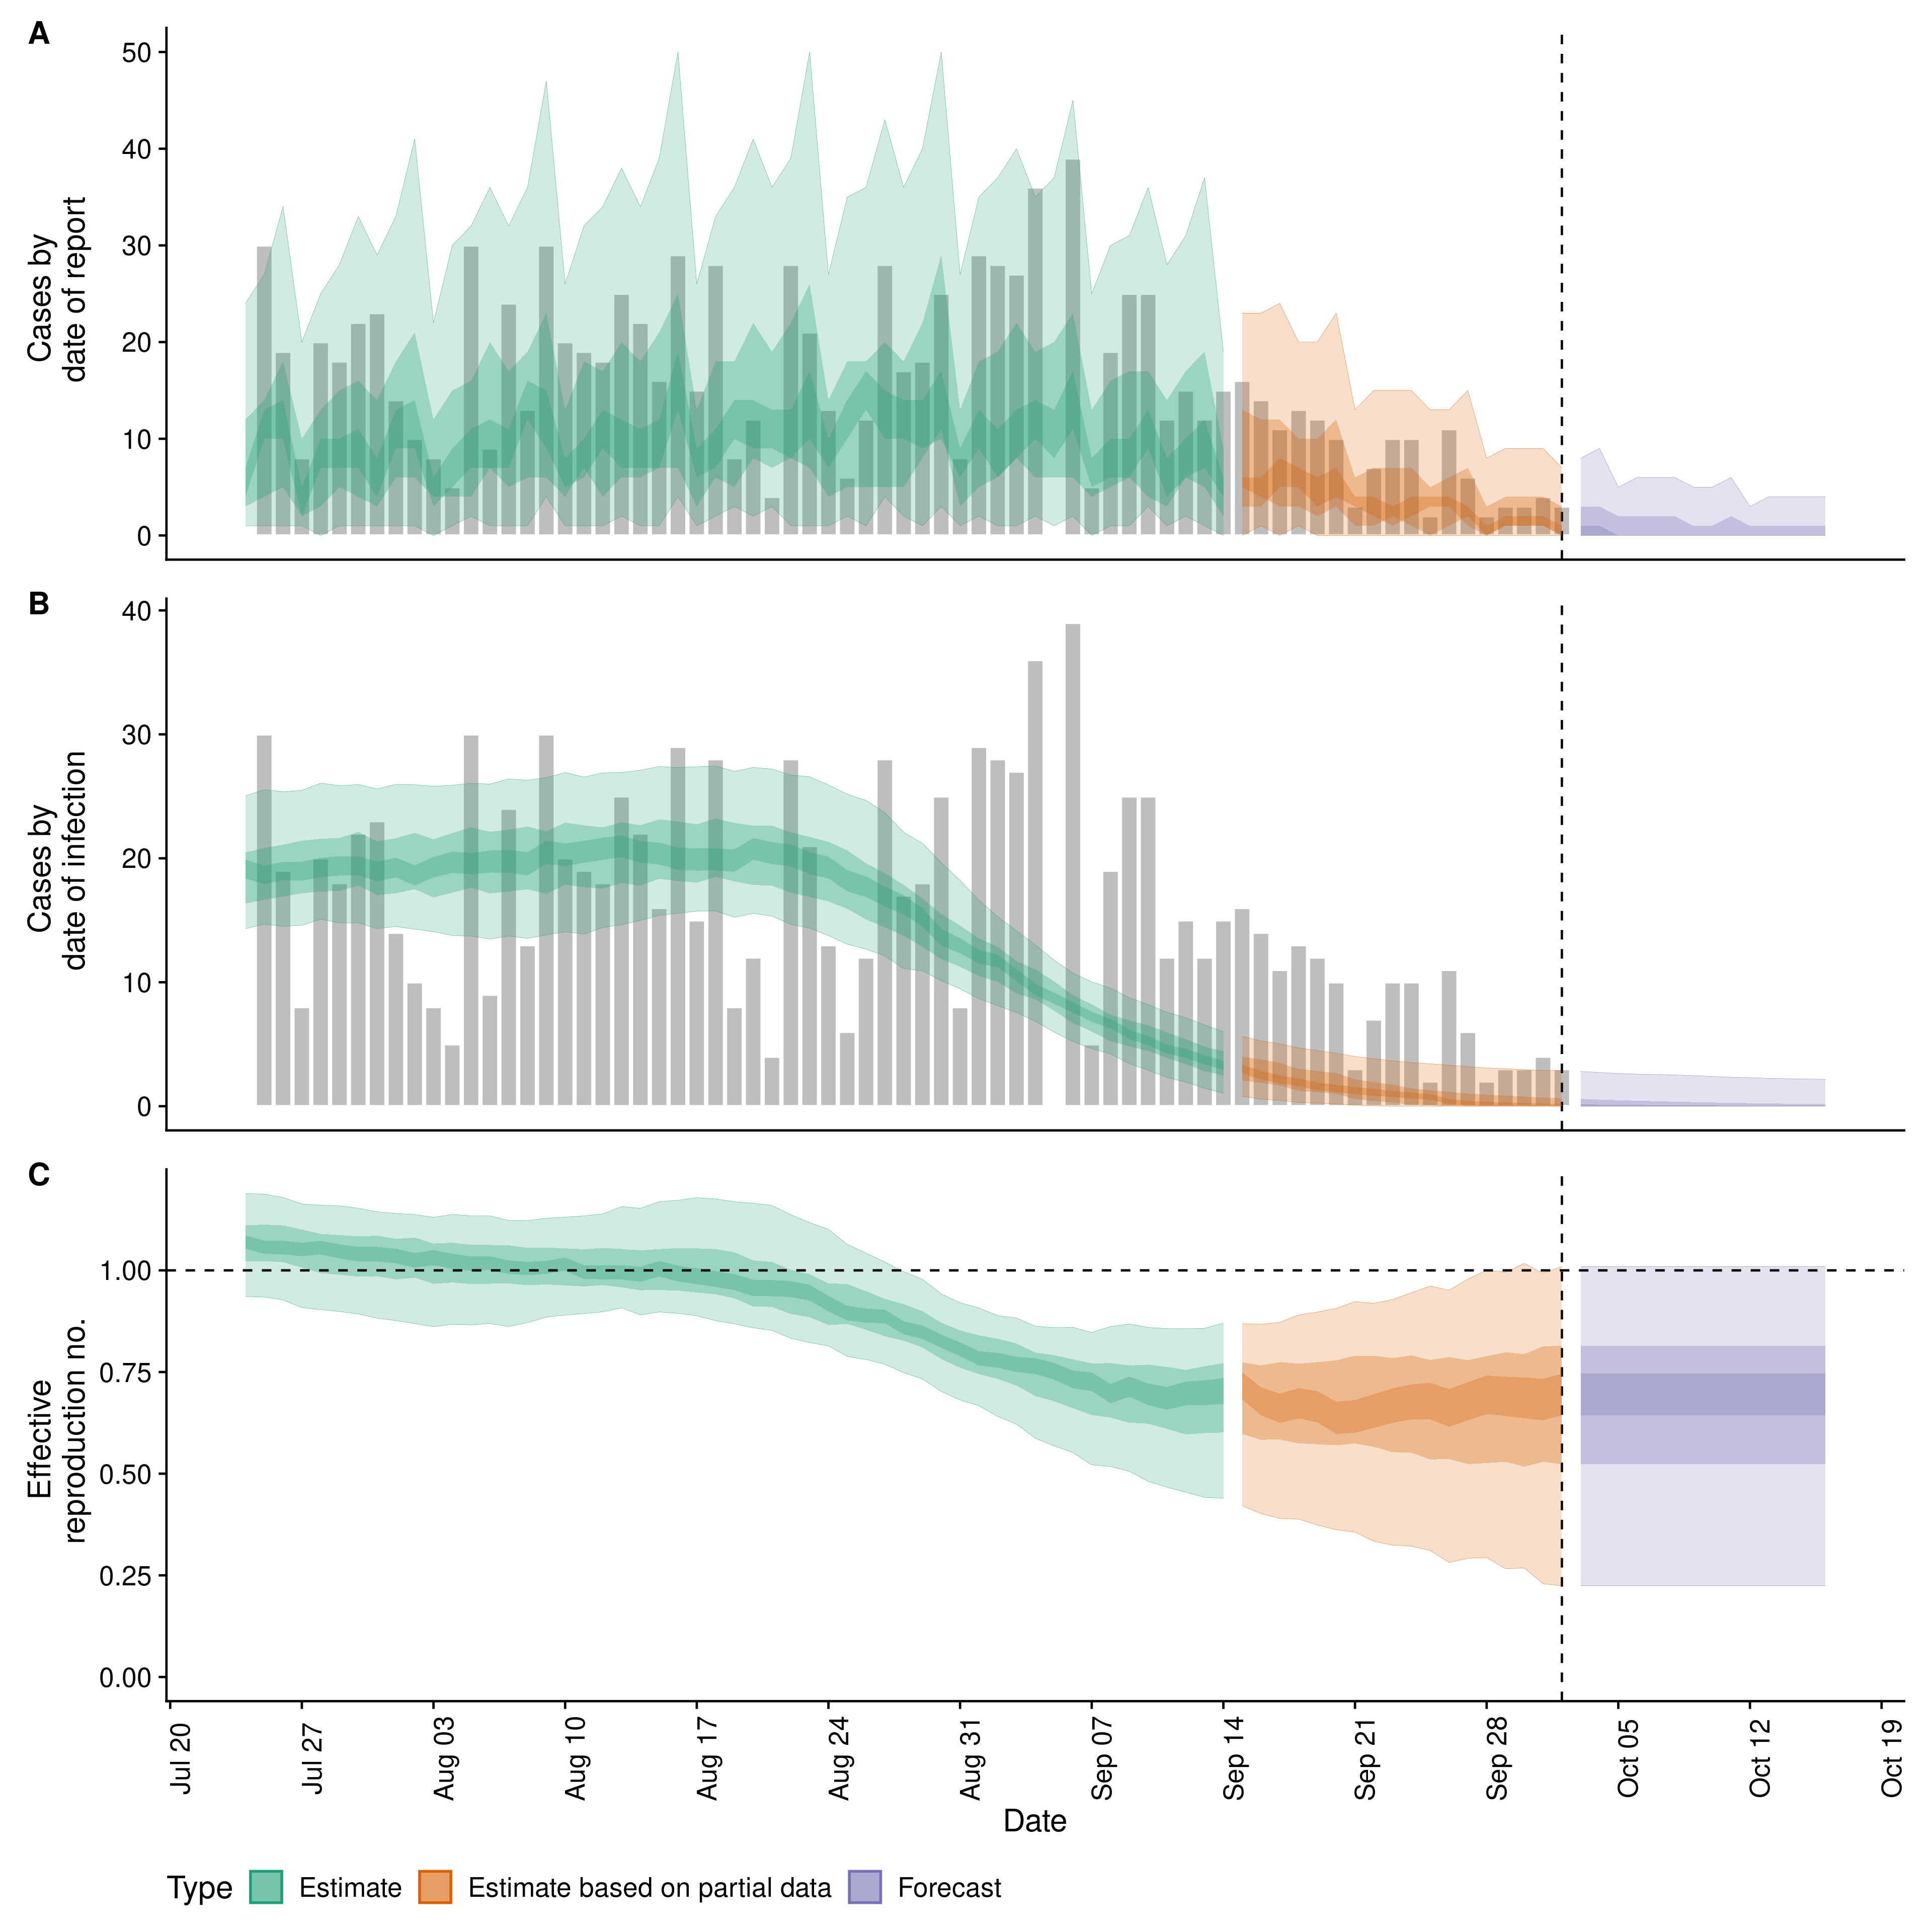 A
50
40
30
20
10
0
Cases by
date of report
B
40
30
20
10
0
Cases by
date of infection
C
1.00
0.75
0.50
0.25
0.00
Effective
reproduction no.
Jul 20
Jul 27
Aug 03
Aug 10
Aug 17
Aug 24
Aug 31
Sep 07
Sep 14
Sep 21
Sep 28
Oct 05
Oct 12
Oct 19
Date
Type Estimate Estimate based on partial data Forecast